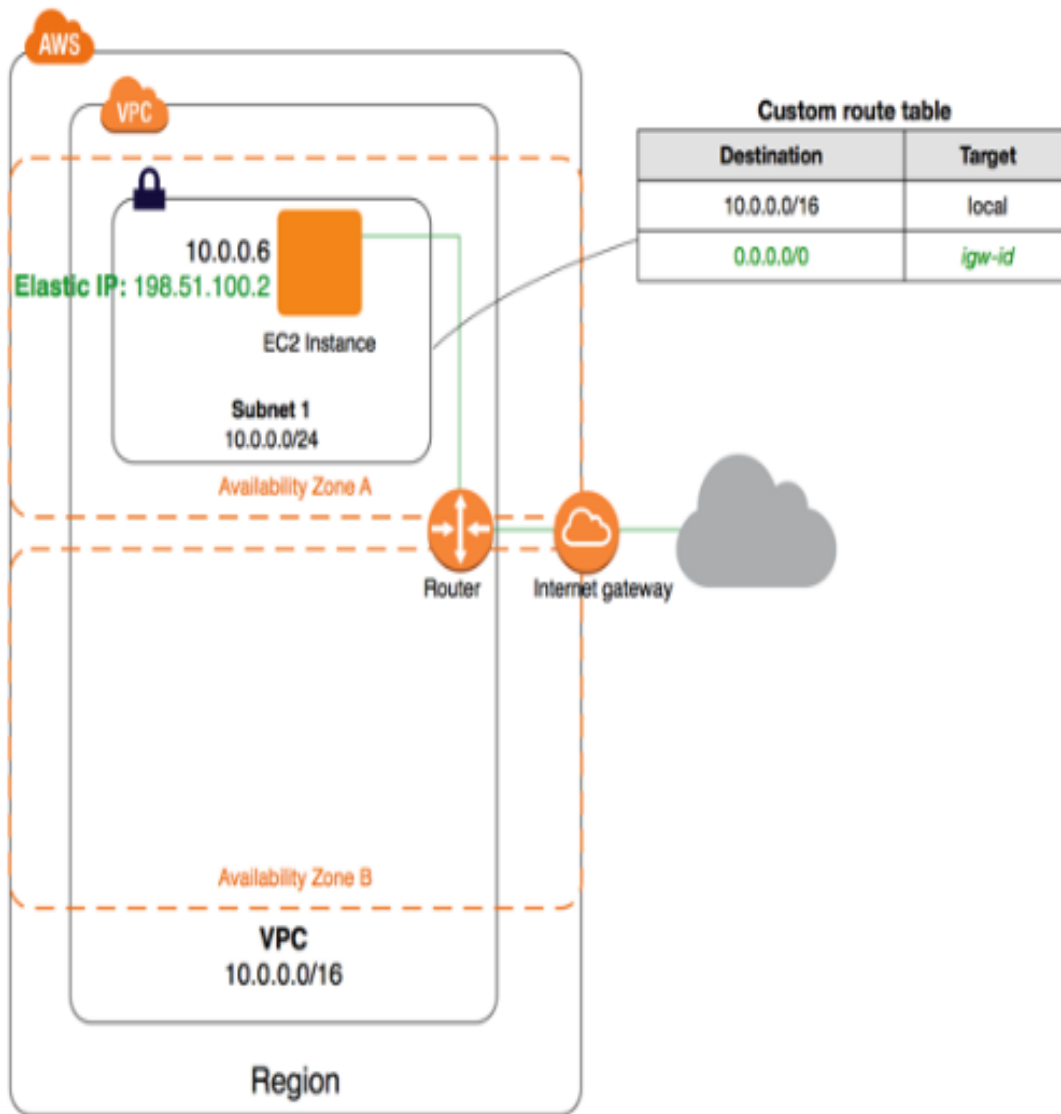 AWS
VPC
Custom route table
Destination Target
10.0.0.0/16 local
0.0.0.0/0 igw-id
10.0.0.6
Elastic IP: 198.51.100.2
EC2 Instance
Subnet 1
10.0.0.0/24
Availability Zone A
Router
Internet gateway
Availability Zone B
VPC
10.0.0.0/16
Region